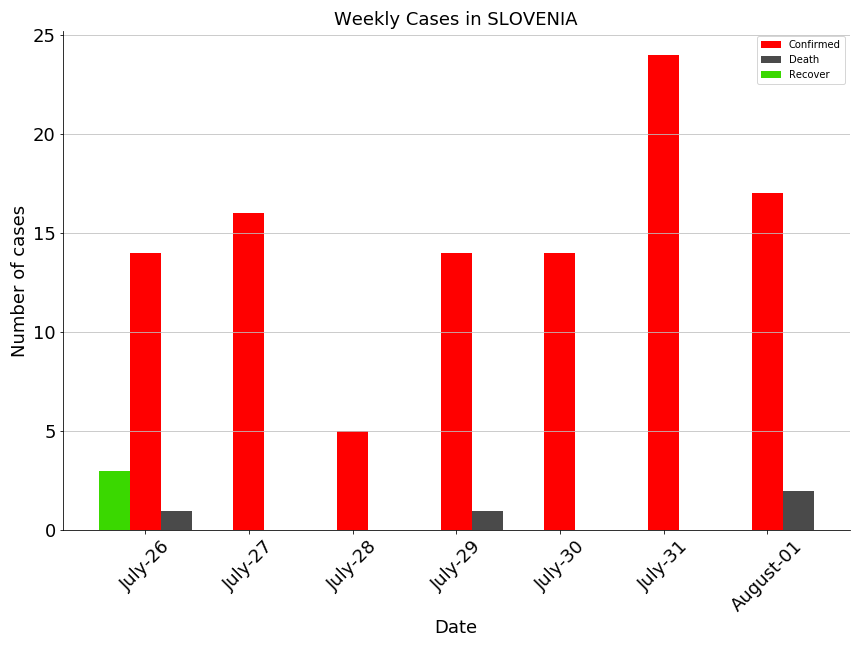 Weekly Cases in SLOVENIA
Confirmed
Death
Recover
25
20
15
10
5
0
Number of cases
July-26
July-27
July-28
July-29
July-30
July-31
August-01
Date